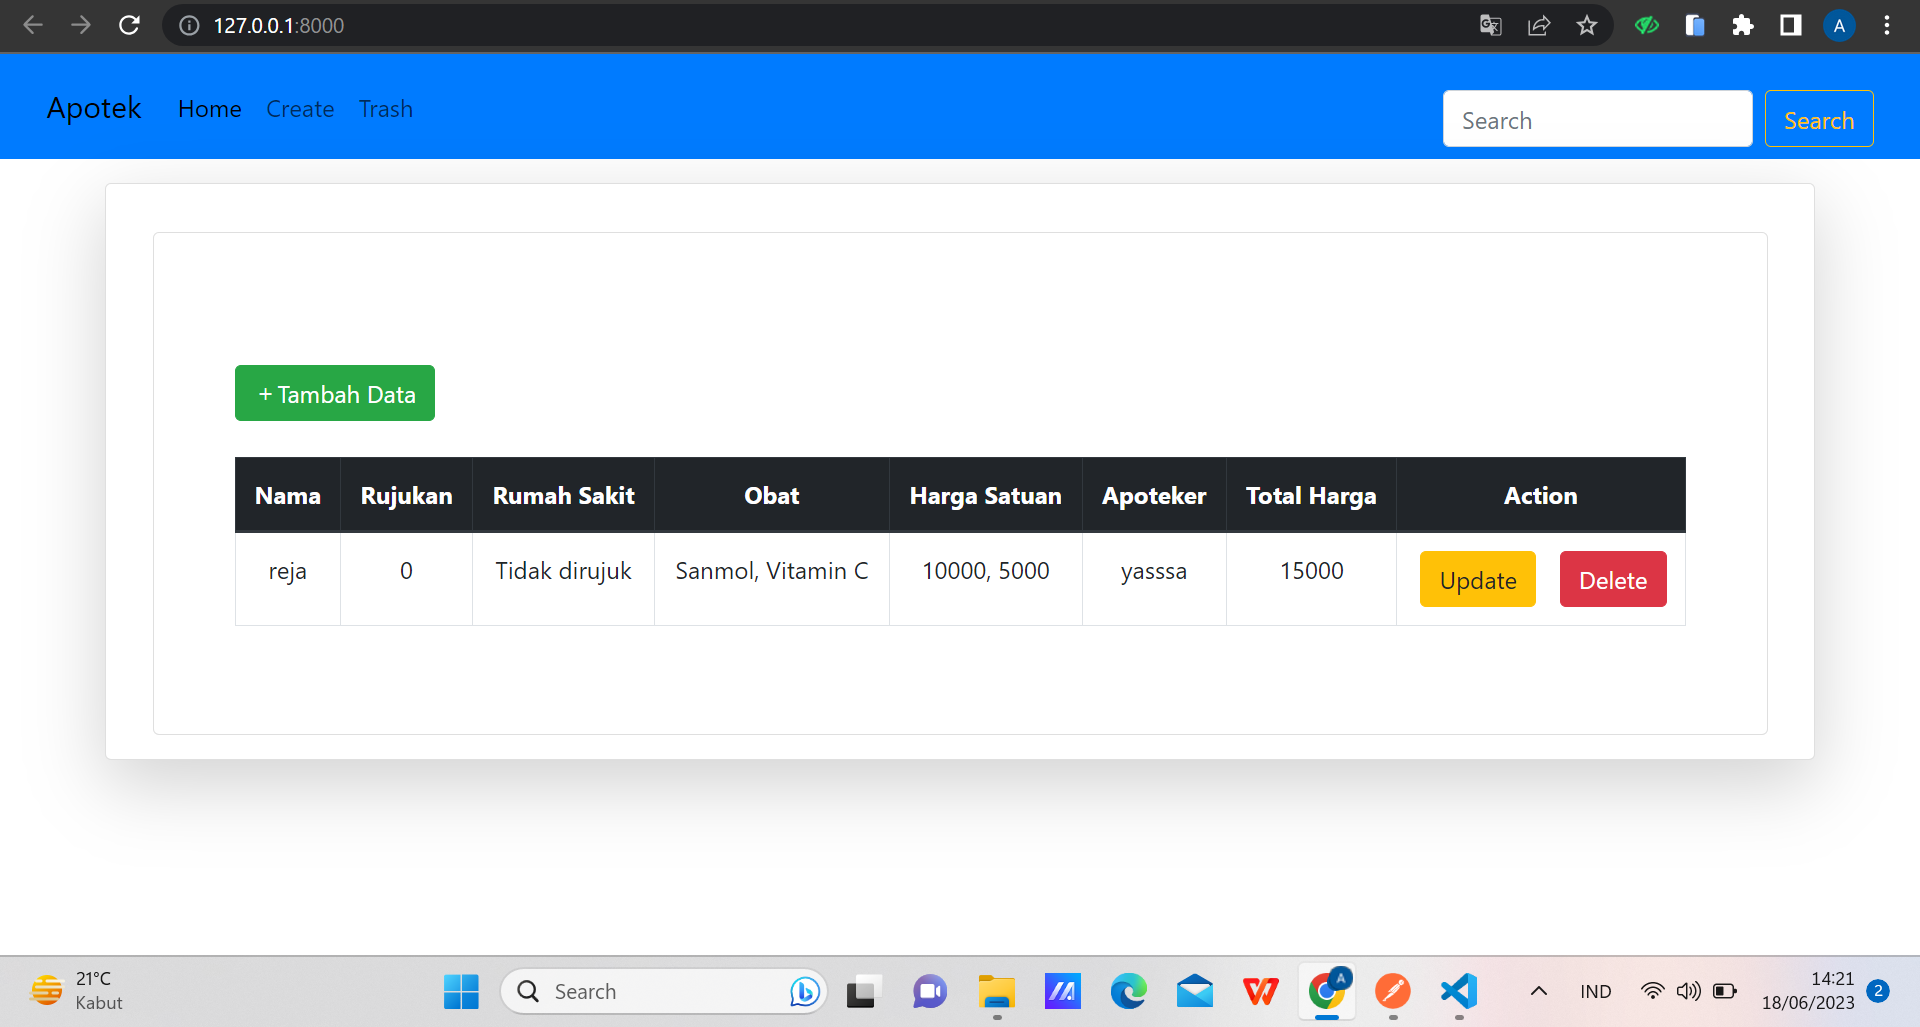 127.0.0.1:8000
A
Apotek Home Create Trash Search Search
+ Tambah Data
Nama Rujukan Rumah Sakit Obat Harga Satuan Apoteker Total Harga Action
reja 0 Tidak dirujuk Sanmol, Vitamin C 10000, 5000 yasssa 15000 Update Delete
21°C
Kabut
Search
A
IND
14:21
18/06/2023
2